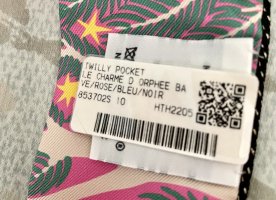 TWILLY POCKET
LE CHARME D ORPHEE BA
VE/ROSE/BLEU/NOIR
853702S 10
HTH2205